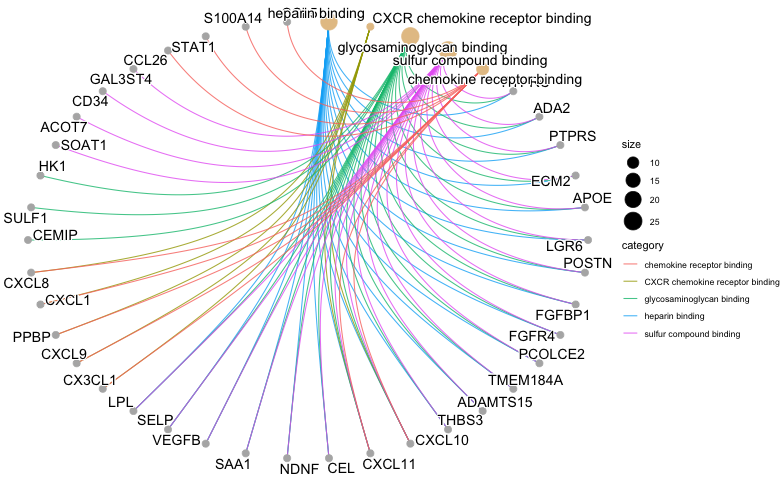 heparin binding
CXCR chemokine receptor binding
S100A14
STAT1
glycosaminoglycan binding
CCL26
sulfur compound binding
GAL3ST4
chemokine receptor binding
CD34
ADA2
ACOT7
PTPRS
SOAT1
HK1
ECM2
APOE
SULF1
CEMIP
LGR6
POSTN
CXCL8
CXCL1
FGFBP1
PPBP
FGFR4
CXCL9
PCOLCE2
CX3CL1
TMEM184A
LPL
ADAMTS15
SELP
THBS3
VEGFB
CXCL10
SAA1
NDNF
CEL
CXCL11
size
10
15
20
25
category
chemokine receptor binding
CXCR chemokine receptor binding
glycosaminoglycan binding
heparin binding
sulfur compound binding